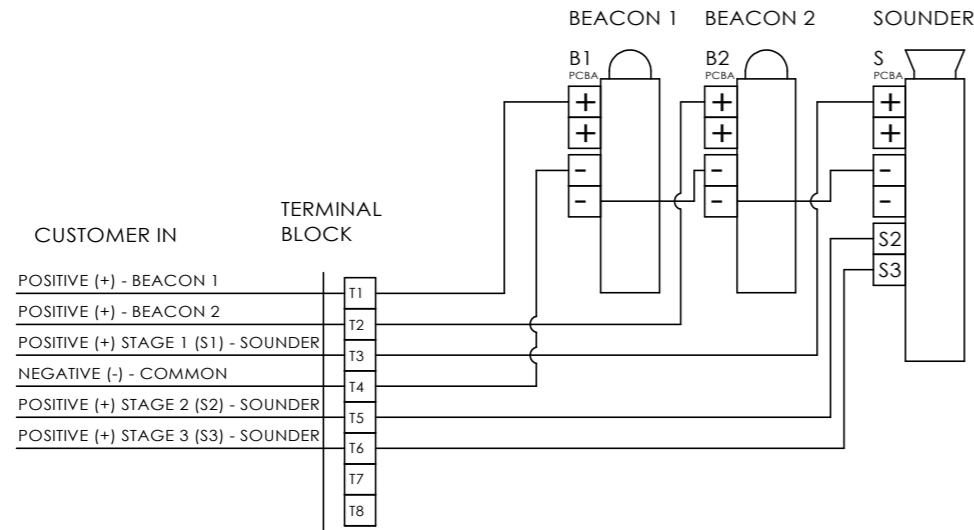 BEACON 1 BEACON 2 SOUNDER
B1 B2 S
PCBA PCBA PCBA
+ + +
+ + +
- - -
- - -
S2
S3
CUSTOMER IN
TERMINAL
BLOCK
POSITIVE (+) - BEACON 1
POSITIVE (+) - BEACON 2
POSITIVE (+) STAGE 1 (S1) - SOUNDER
NEGATIVE (-) - COMMON
POSITIVE (+) STAGE 2 (S2) - SOUNDER
POSITIVE (+) STAGE 3 (S3) - SOUNDER
T1
T2
T3
T4
T5
T6
T7
T8